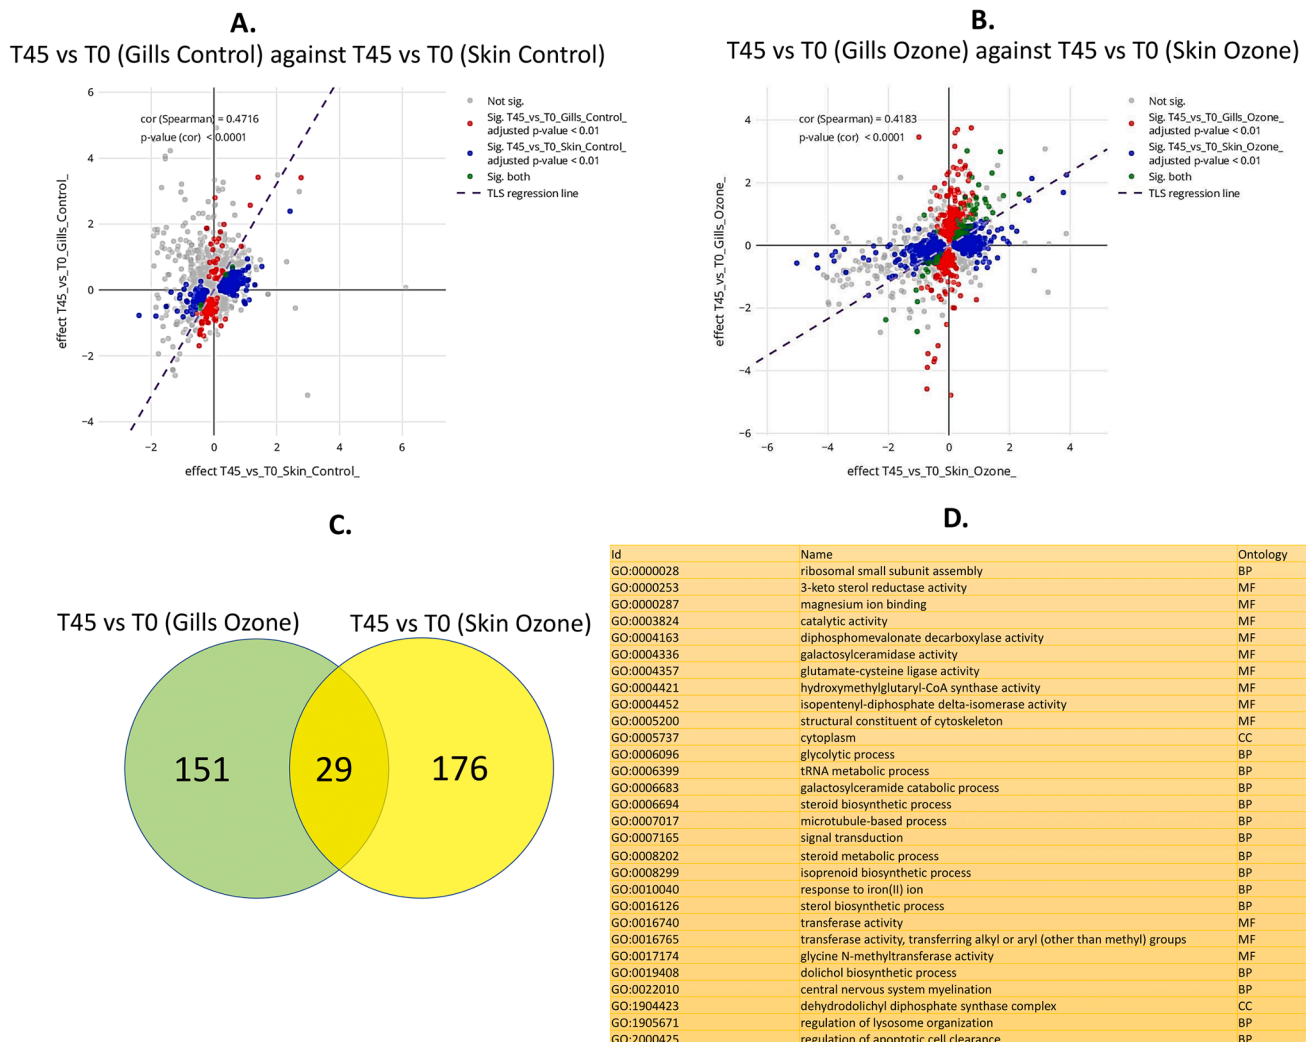 A.
T45 vs T0 (Gills Control) against T45 vs T0 (Skin Control)
cor (Spearman) = 0.4716
p-value (cor) <0.0001
6
4
2
0
−2
−4
−2
0
2
4
6
effect T45_vs_T0_Gills_Control_
effect T45_vs_T0_Skin_Control_
Not sig.
Sig. T45_vs_T0_Gills_Control_
adjusted p-value < 0.01
Sig. T45_vs_T0_Skin_Control_
adjusted p-value < 0.01
Sig. both
TLS regression line
B.
T45 vs T0 (Gills Ozone) against T45 vs T0 (Skin Ozone)
cor (Spearman) = 0.4183
p-value (cor) <0.0001
4
2
0
−2
−4
−6
−6
−4
−2
0
2
4
effect T45_vs_T0_Gills_Ozone_
effect T45_vs_T0_Skin_Ozone_
Not sig.
Sig. T45_vs_T0_Gills_Ozone_
adjusted p-value < 0.01
Sig. T45_vs_T0_Skin_Ozone_
adjusted p-value < 0.01
Sig. both
TLS regression line
C.
T45 vs T0 (Gills Ozone)
T45 vs T0 (Skin Ozone)
151
29
176
D.
Id Name Ontology
GO:0000028 ribosomal small subunit assembly BP
GO:0000253 3-keto sterol reductase activity MF
GO:0000287 magnesium ion binding MF
GO:0003824 catalytic activity MF
GO:0004163 diphosphomevalonate decarboxylase activity MF
GO:0004336 galactosylceramidase activity MF
GO:0004357 glutamate-cysteine ligase activity MF
GO:0004421 hydroxymethylglutaryl-CoA synthase activity MF
GO:0004452 isopentenyl-diphosphate delta-isomerase activity MF
GO:0005200 structural constituent of cytoskeleton MF
GO:0005737 cytoplasm CC
GO:0006096 glycolytic process BP
GO:0006399 tRNA metabolic process BP
GO:0006683 galactosylceramide catabolic process BP
GO:0006694 steroid biosynthetic process BP
GO:0007017 microtubule-based process BP
GO:0007165 signal transduction BP
GO:0008202 steroid metabolic process BP
GO:0008299 isoprenoid biosynthetic process BP
GO:0010040 response to iron(II) ion BP
GO:0016126 sterol biosynthetic process BP
GO:0016740 transferase activity MF
GO:0016765 transferase activity, transferring alkyl or aryl (other than methyl) groups MF
GO:0017174 glycine N-methyltransferase activity MF
GO:0019408 dolichol biosynthetic process BP
GO:0022010 central nervous system myelination BP
GO:1904423 dehydrodolichyl diphosphate synthase complex CC
GO:1905671 regulation of lysosome organization BP
GO:2000425 regulation of apoptotic cell clearance BP